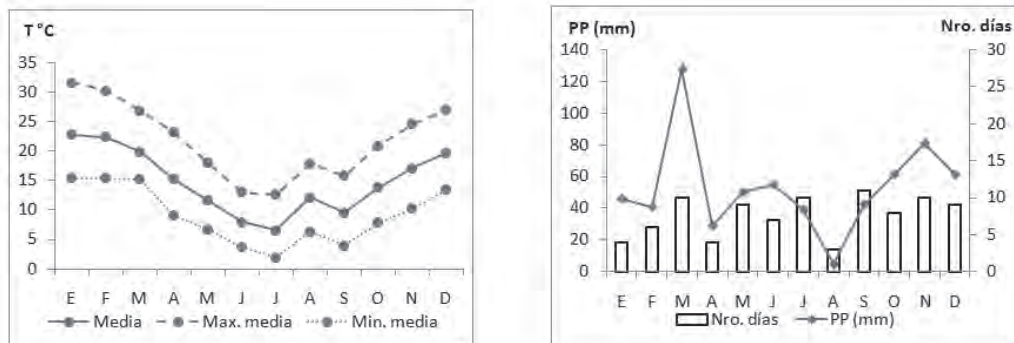 T °C
35
30
25
20
15
10
5
0
E F M A M J J A S O N D
Media Max. media Min. media
PP (mm) Nro. días
140 30
120 25
100 20
80 15
60 10
40 5
20 0
0
E F M A M J J A S O N D
Nro. días PP (mm)